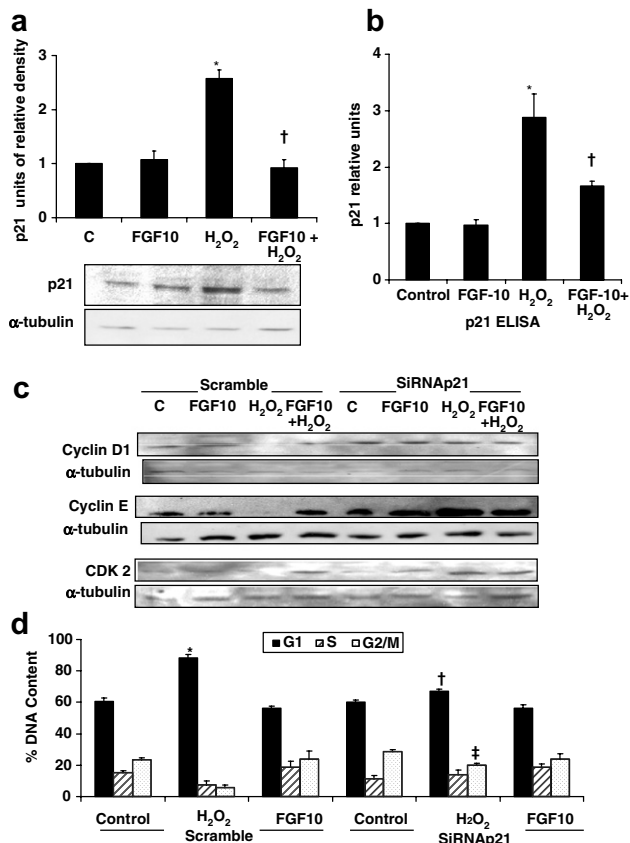 a
p21 units of relative density
3
2
1
0
*
†
C FGF10 H₂O₂ FGF10 + H₂O₂
p21
α-tubulin
b
p21 relative units
4
3
2
1
0
*
†
Control FGF-10 H₂O₂ FGF-10+ H₂O₂
p21 ELISA
c
Scramble SiRNAp21
C FGF10 H₂O₂ FGF10 +H₂O₂ C FGF10 H₂O₂ FGF10 +H₂O₂
Cyclin D1
α-tubulin
Cyclin E
α-tubulin
CDK 2
α-tubulin
d
% DNA Content
100
80
60
40
20
0
G1 S G2/M
*
†
‡
Control H₂O₂ FGF10 Control H₂O₂ FGF10
Scramble SiRNAp21